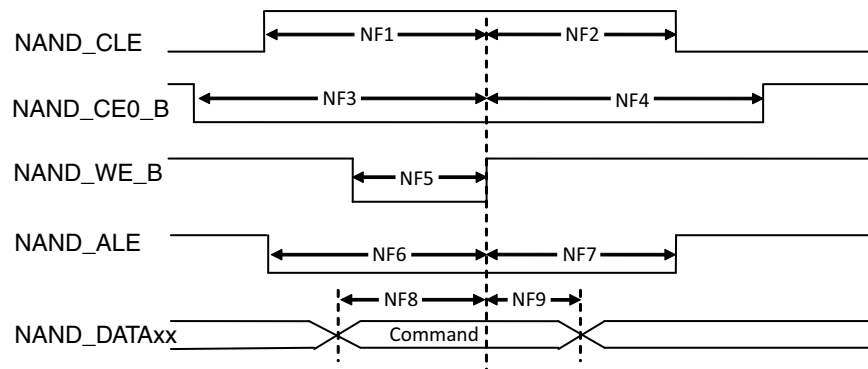 NAND_CLE NF1 NF2
NAND_CE0_B NF3 NF4
NAND_WE_B NF5
NAND_ALE NF6 NF7
NF8 NF9
NAND_DATAxx Command